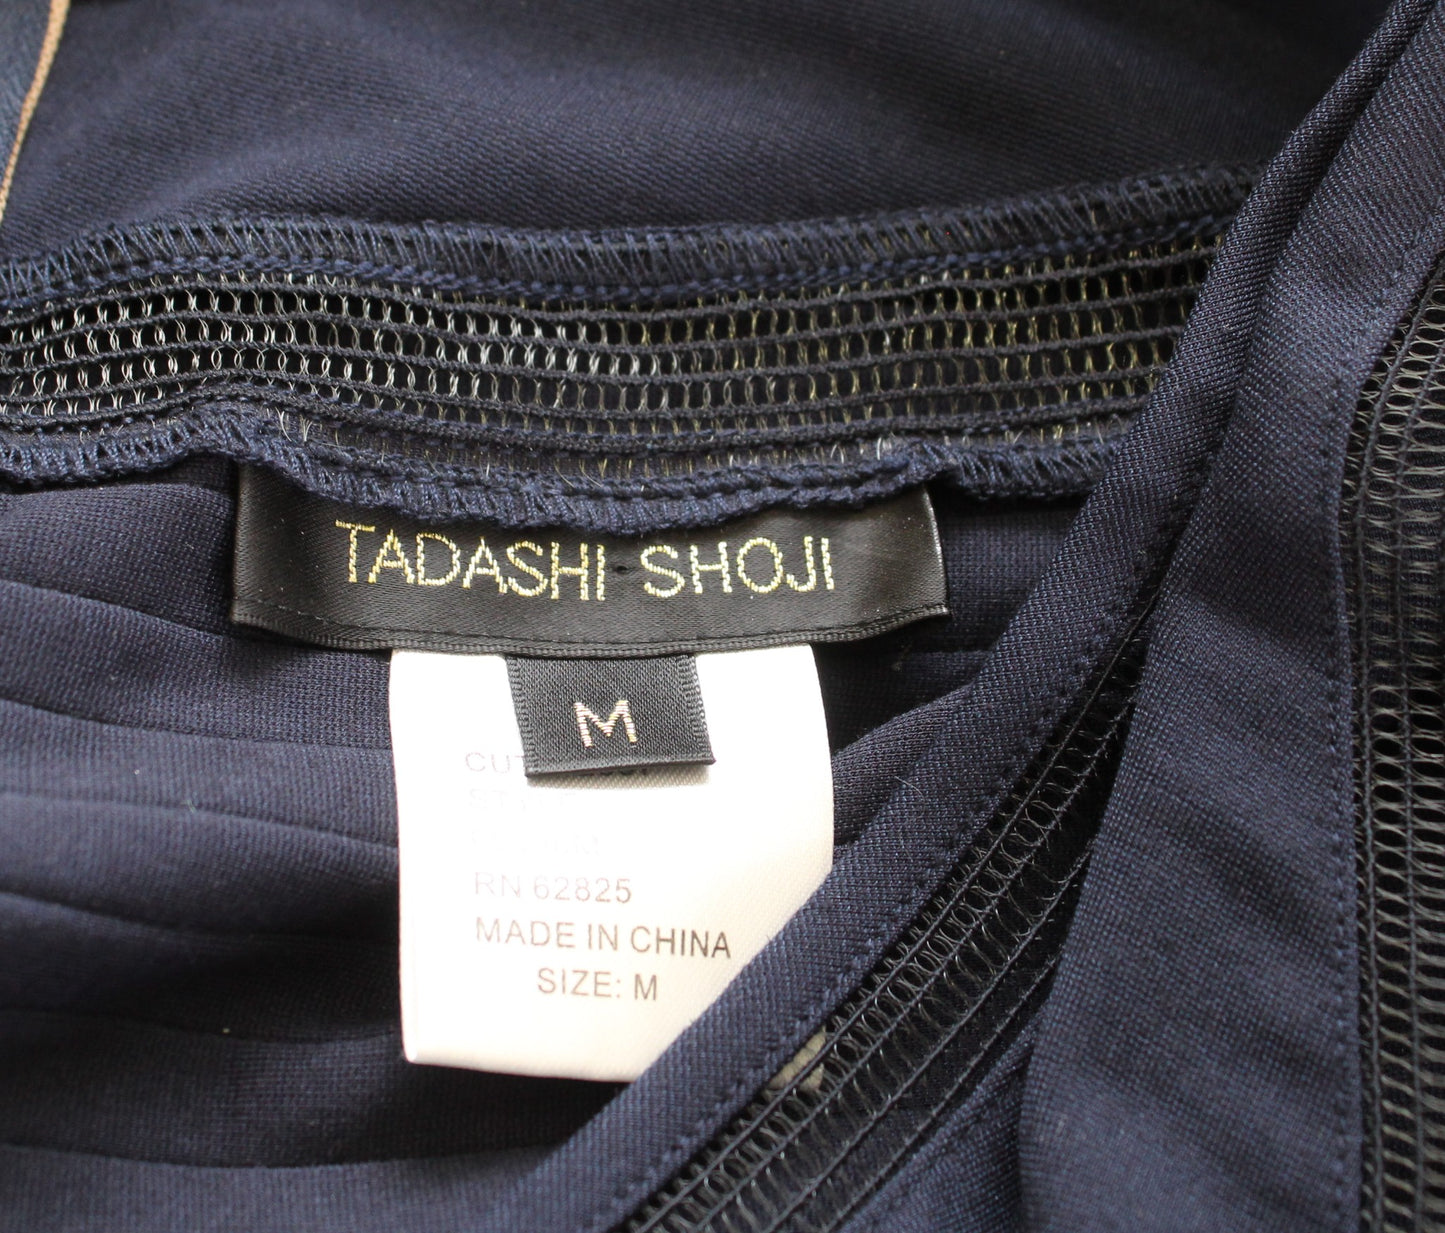 TADASHI SHOJI
M
RN 62825
MADE IN CHINA
SIZE: M